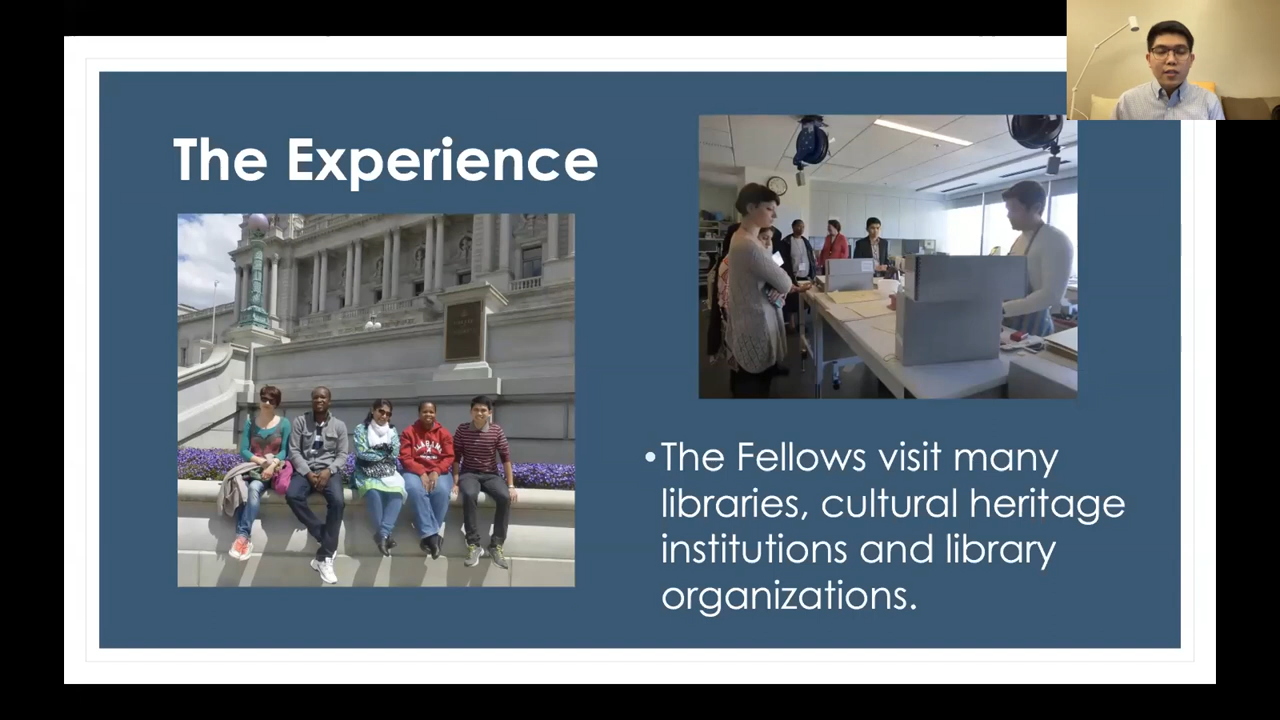 The Experience
•The Fellows visit many
libraries, cultural heritage
institutions and library
organizations.